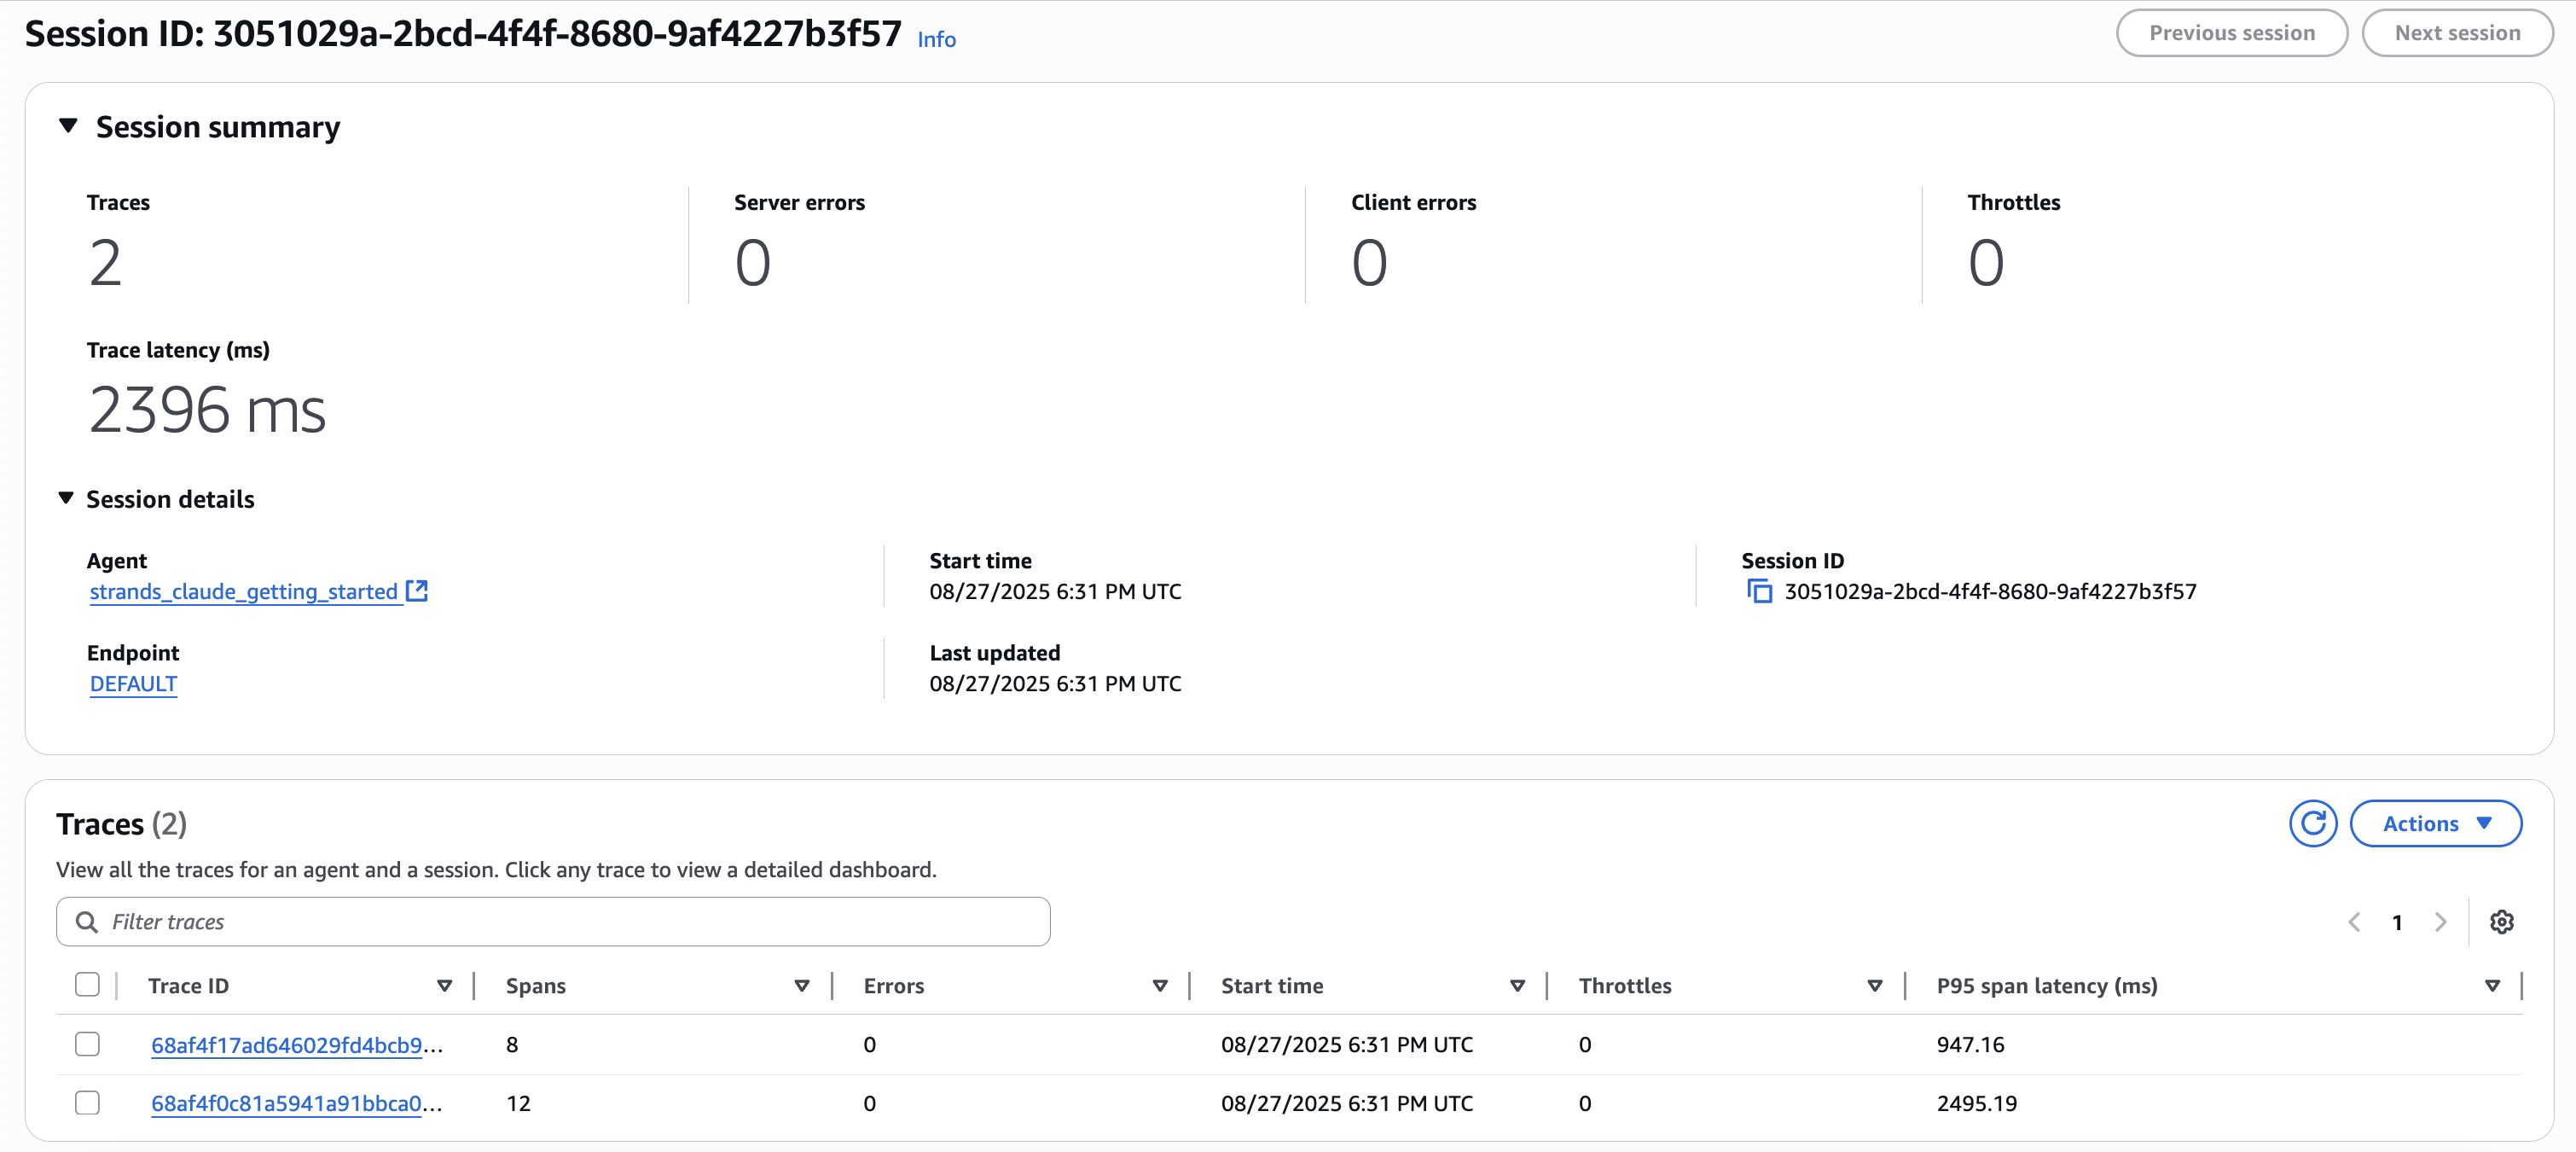 Session ID: 3051029a-2bcd-4f4f-8680-9af4227b3f57 Info
Previous session Next session
Session summary
Traces Server errors Client errors Throttles
2 0 0 0
Trace latency (ms)
2396 ms
Session details
Agent Start time Session ID
strands_claude_getting_started 08/27/2025 6:31 PM UTC 3051029a-2bcd-4f4f-8680-9af4227b3f57
Endpoint Last updated
DEFAULT 08/27/2025 6:31 PM UTC
Traces (2) Actions
View all the traces for an agent and a session. Click any trace to view a detailed dashboard.
Filter traces 1
Trace ID Spans Errors Start time Throttles P95 span latency (ms)
68af4f17ad646029fd4bcb9... 8 0 08/27/2025 6:31 PM UTC 0 947.16
68af4f0c81a5941a91bbca0... 12 0 08/27/2025 6:31 PM UTC 0 2495.19